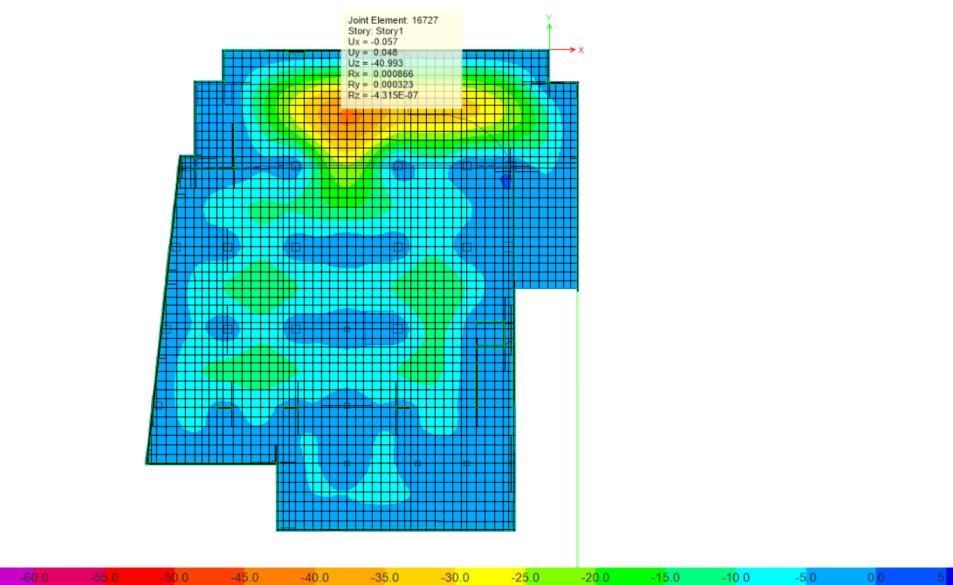 Joint Element: 16727
Story: Story1
Ux = -0.057
Uy = 0.048
Uz = -40.993
Rx = 0.000866
Ry = 0.000323
Rz = -4.315E-07
Y
X
-60.0 -55.0 -50.0 -45.0 -40.0 -35.0 -30.0 -25.0 -20.0 -15.0 -10.0 -5.0 0.0 5